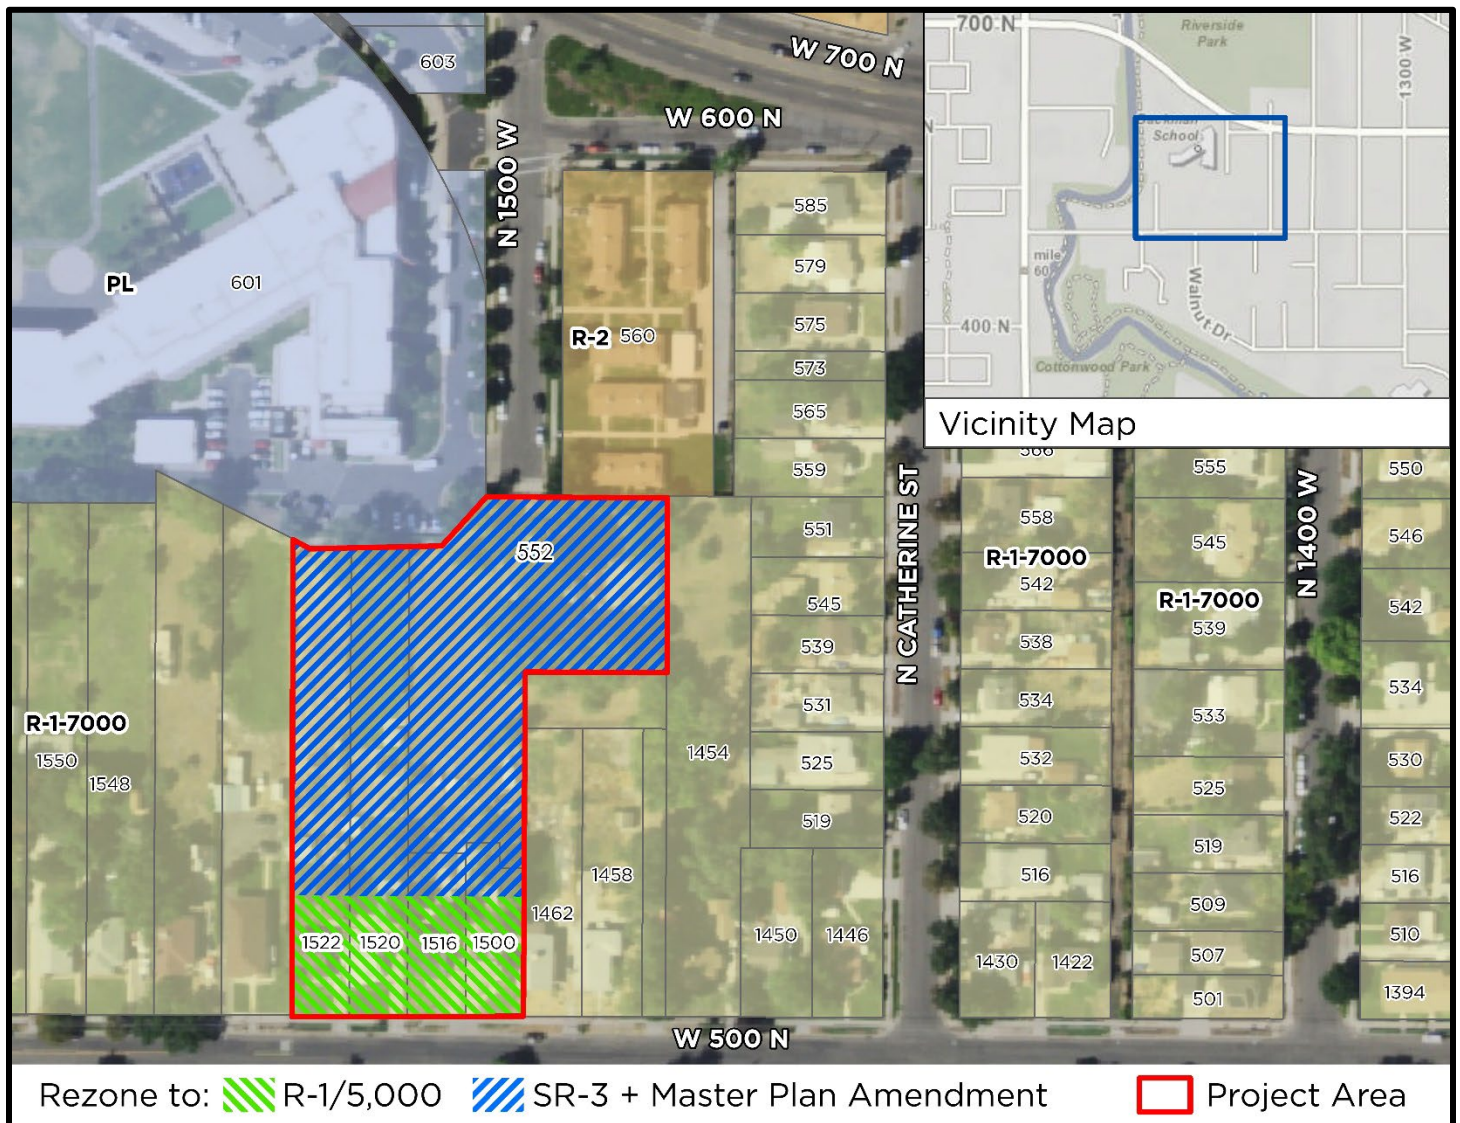 603
W 700 N
W 600 N
N 1500 W
PL
601
R-2 560
585
579
575
573
565
559
552
551
545
539
531
525
519
1454
R-1-7000
1550
1548
1522
1520
1516
1500
1462
1458
1450
1446
N CATHERINE ST
566
558
R-1-7000
542
538
534
532
520
516
1430
1422
555
545
R-1-7000
539
533
525
519
509
507
501
N 1400 W
550
546
542
534
530
522
516
510
1394
W 500 N
700 N
Riverside
Park
1300 W
Backman
School
mile
60
Walnut Dr
400 N
Cottonwood Park
Vicinity Map
Rezone to: R-1/5,000 SR-3 + Master Plan Amendment Project Area